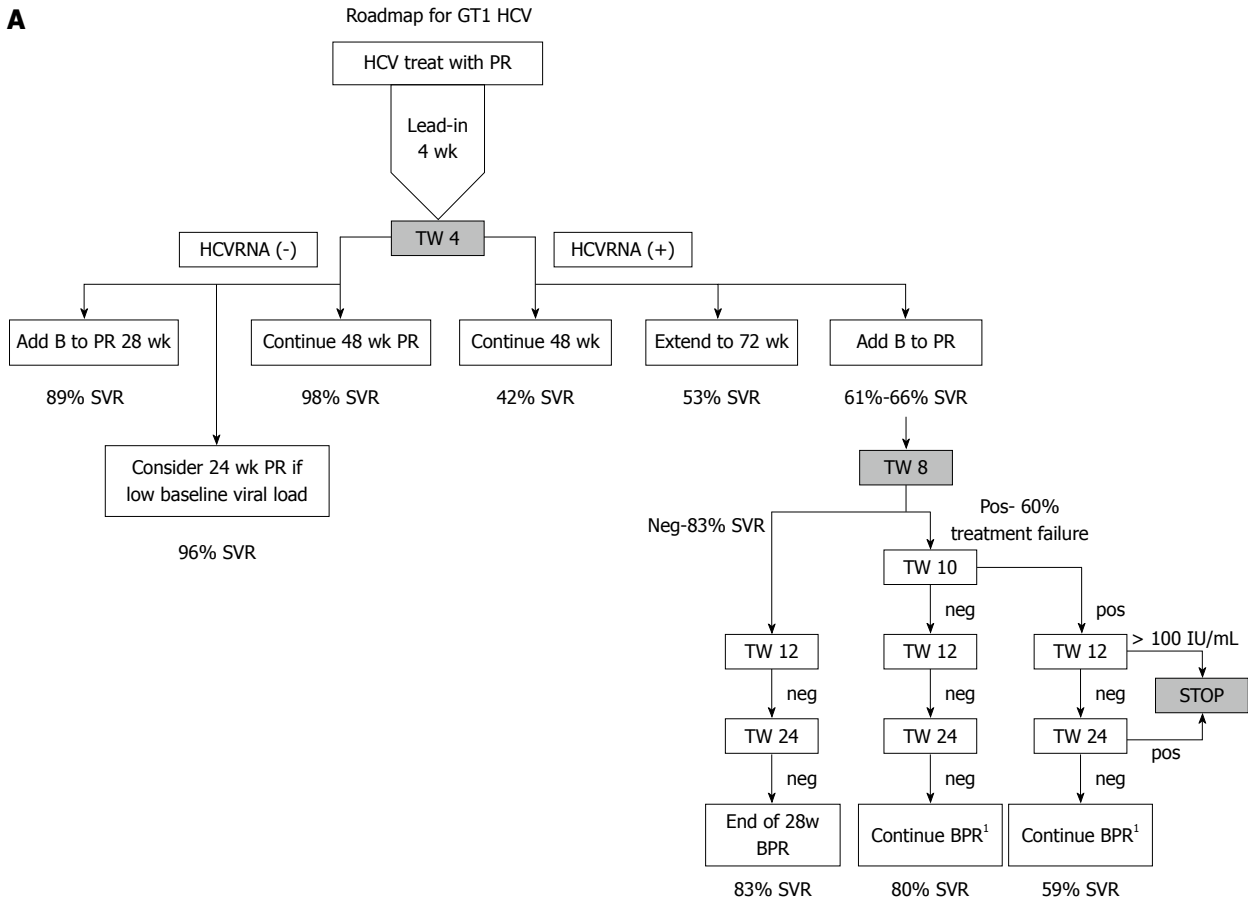 A
Roadmap for GT1 HCV
HCV treat with PR
Lead-in
4 wk
TW 4
HCVRNA (-)
HCVRNA (+)
Add B to PR 28 wk
Continue 48 wk PR
Continue 48 wk
Extend to 72 wk
Add B to PR
89% SVR
98% SVR
42% SVR
53% SVR
61%-66% SVR
Consider 24 wk PR if
low baseline viral load
96% SVR
TW 8
Neg-83% SVR
Pos- 60%
treatment failure
TW 10
neg
pos
TW 12
TW 12
TW 12
> 100 IU/mL
neg
neg
neg
STOP
TW 24
TW 24
TW 24
pos
neg
neg
neg
End of 28w
BPR
Continue BPR¹
Continue BPR¹
83% SVR
80% SVR
59% SVR